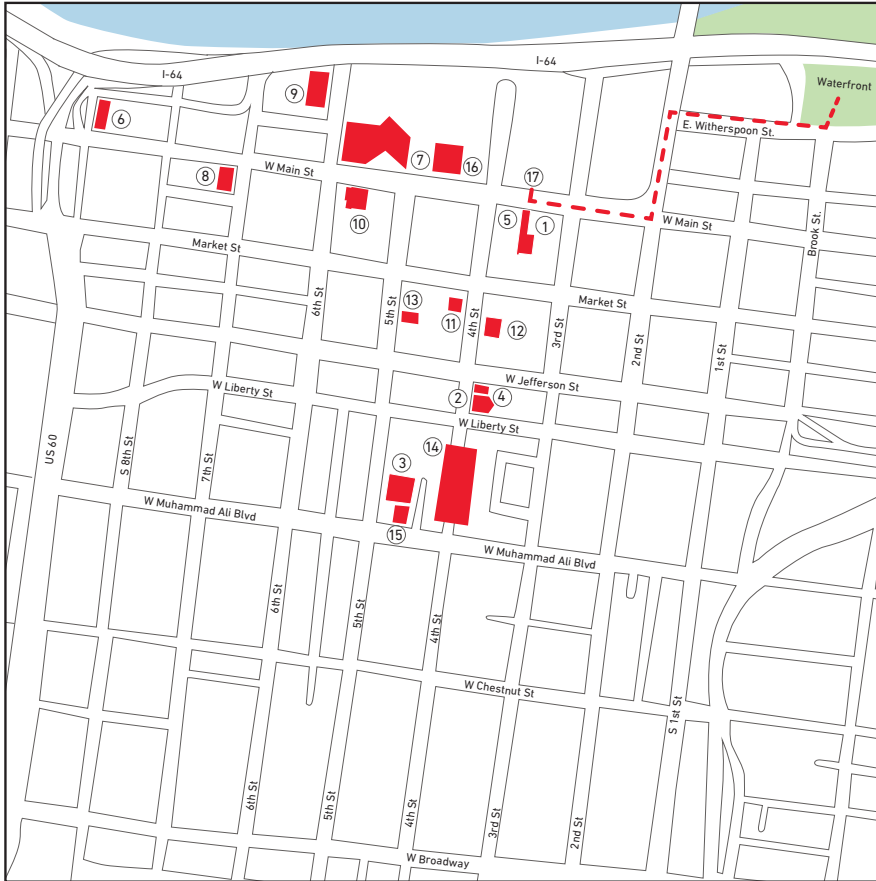 I-64
I-64
Waterfront
9
6
E. Witherspoon St.
7
16
W Main St
8
17
10
5
1
W Main St
Brook St.
Market St
6th St
5th St
13
11
4th St
12
Market St
3rd St
2nd St
1st St
W Jefferson St
W Liberty St
2
4
W Liberty St
14
US 60
S 8th St
7th St
3
W Muhammad Ali Blvd
15
W Muhammad Ali Blvd
6th St
5th St
4th St
W Chestnut St
S 1st St
6th St
5th St
4th St
3rd St
2nd St
W Broadway